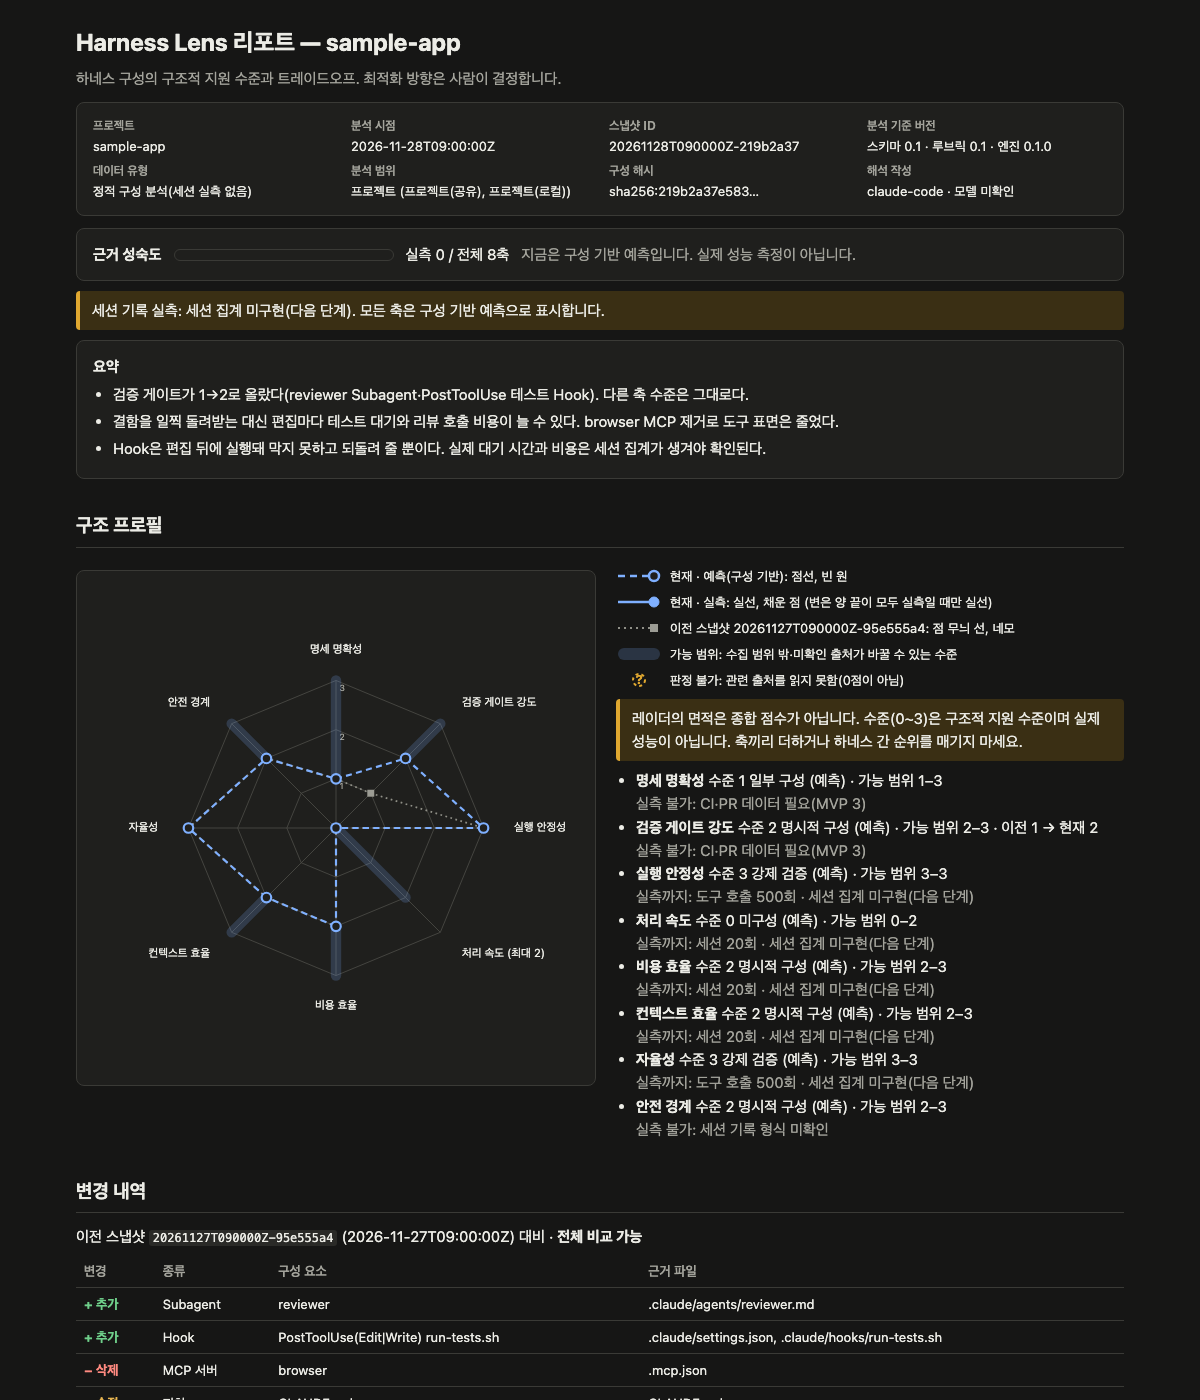 Harness Lens 리포트 — sample-app
하네스 구성의 구조적 지원 수준과 트레이드오프. 최적화 방향은 사람이 결정합니다.
프로젝트
sample-app
분석 시점
2026-11-28T09:00:00Z
스냅샷 ID
20261128T090000Z-219b2a37
분석 기준 버전
스키마 0.1 · 루브릭 0.1 · 엔진 0.1.0
데이터 유형
정적 구성 분석(세션 실측 없음)
분석 범위
프로젝트 (프로젝트(공유), 프로젝트(로컬))
구성 해시
sha256:219b2a37e583…
해석 작성
claude-code · 모델 미확인
근거 성숙도 실측 0 / 전체 8축 지금은 구성 기반 예측입니다. 실제 성능 측정이 아닙니다.
세션 기록 실측: 세션 집계 미구현(다음 단계). 모든 축은 구성 기반 예측으로 표시합니다.
요약
• 검증 게이트가 1→2로 올랐다(reviewer Subagent·PostToolUse 테스트 Hook). 다른 축 수준은 그대로다.
• 결함을 일찍 돌려받는 대신 편집마다 테스트 대기와 리뷰 호출 비용이 늘 수 있다. browser MCP 제거로 도구 표면은 줄었다.
• Hook은 편집 뒤에 실행돼 막지 못하고 되돌려 줄 뿐이다. 실제 대기 시간과 비용은 세션 집계가 생겨야 확인된다.
구조 프로필
명세 명확성
안전 경계
검증 게이트 강도
3
2
1
자율성
실행 안정성
컨텍스트 효율
처리 속도 (최대 2)
비용 효율
현재 · 예측(구성 기반): 점선, 빈 원
현재 · 실측: 실선, 채운 점 (변은 양 끝이 모두 실측일 때만 실선)
이전 스냅샷 20261127T090000Z-95e555a4: 점 무늬 선, 네모
가능 범위: 수집 범위 밖·미확인 출처가 바꿀 수 있는 수준
? 판정 불가: 관련 출처를 읽지 못함(0점이 아님)
레이더의 면적은 종합 점수가 아닙니다. 수준(0~3)은 구조적 지원 수준이며 실제
성능이 아닙니다. 축끼리 더하거나 하네스 간 순위를 매기지 마세요.
• 명세 명확성 수준 1 일부 구성 (예측) · 가능 범위 1–3
실측 불가: CI·PR 데이터 필요(MVP 3)
• 검증 게이트 강도 수준 2 명시적 구성 (예측) · 가능 범위 2–3 · 이전 1 → 현재 2
실측 불가: CI·PR 데이터 필요(MVP 3)
• 실행 안정성 수준 3 강제 검증 (예측) · 가능 범위 3–3
실측까지: 도구 호출 500회 · 세션 집계 미구현(다음 단계)
• 처리 속도 수준 0 미구성 (예측) · 가능 범위 0–2
실측까지: 세션 20회 · 세션 집계 미구현(다음 단계)
• 비용 효율 수준 2 명시적 구성 (예측) · 가능 범위 2–3
실측까지: 세션 20회 · 세션 집계 미구현(다음 단계)
• 컨텍스트 효율 수준 2 명시적 구성 (예측) · 가능 범위 2–3
실측까지: 세션 20회 · 세션 집계 미구현(다음 단계)
• 자율성 수준 3 강제 검증 (예측) · 가능 범위 3–3
실측까지: 도구 호출 500회 · 세션 집계 미구현(다음 단계)
• 안전 경계 수준 2 명시적 구성 (예측) · 가능 범위 2–3
실측 불가: 세션 기록 형식 미확인
변경 내역
이전 스냅샷 20261127T090000Z-95e555a4 (2026-11-27T09:00:00Z) 대비 · 전체 비교 가능
변경 종류 구성 요소 근거 파일
+ 추가 Subagent reviewer .claude/agents/reviewer.md
+ 추가 Hook PostToolUse(Edit|Write) run-tests.sh .claude/settings.json, .claude/hooks/run-tests.sh
− 삭제 MCP 서버 browser .mcp.json